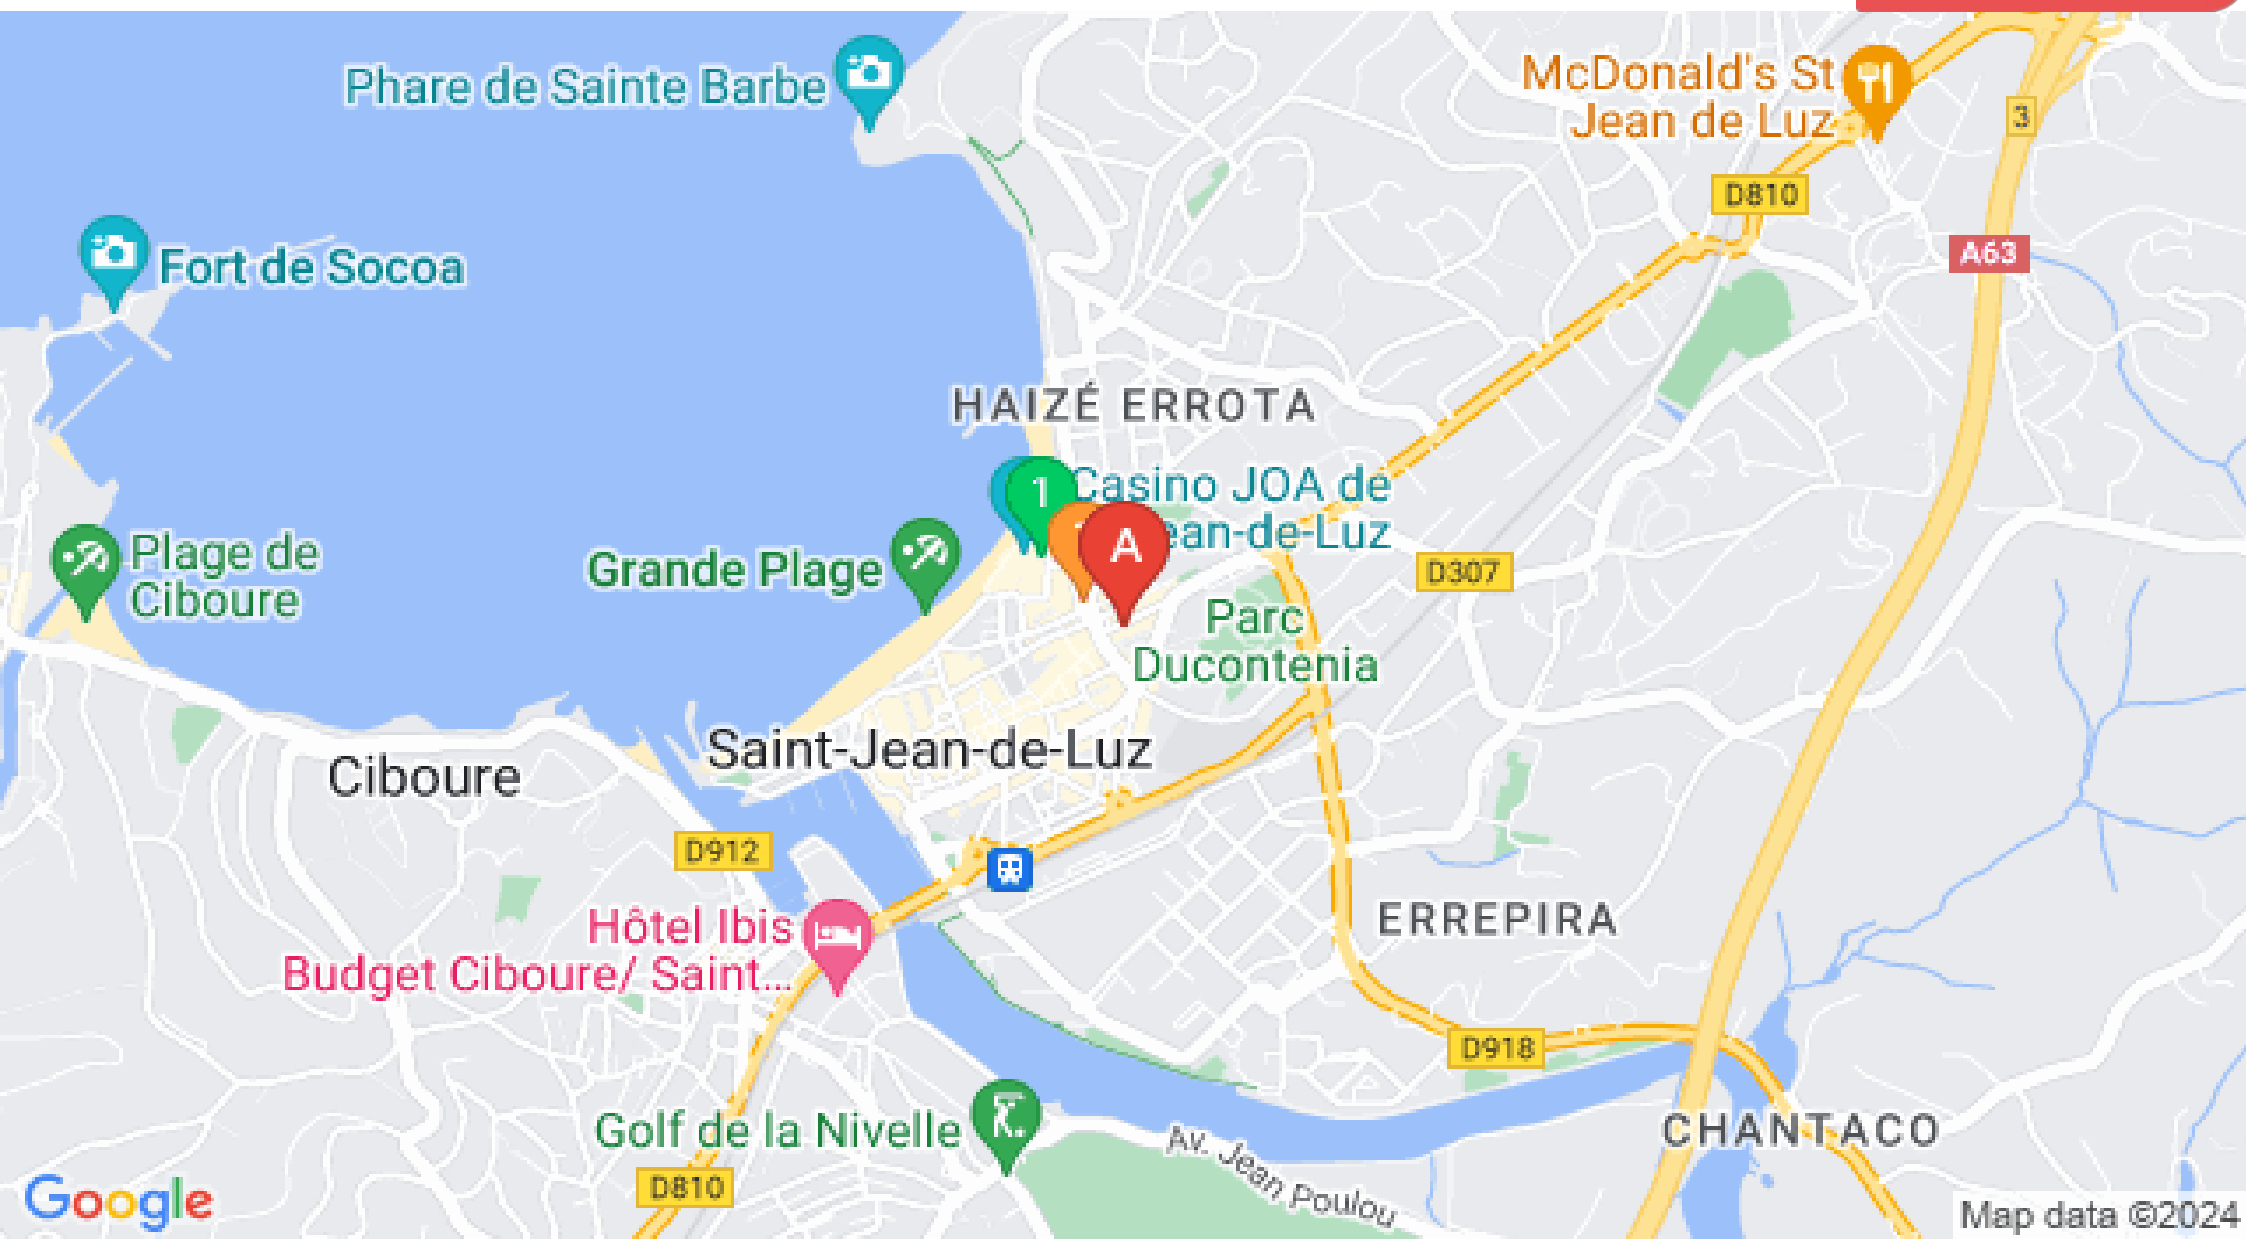 Phare de Sainte Barbe
McDonald's St
Jean de Luz
3
D810
A63
Fort de Socoa
HAIZÉ ERROTA
Casino JOA de
ean-de-Luz
1
A
Plage de
Ciboure
Grande Plage
D307
Parc
Ducontenia
Saint-Jean-de-Luz
Ciboure
D912
Hôtel Ibis
Budget Ciboure/ Saint...
ERREPIRA
D918
Golf de la Nivelle
CHANTACO
Av. Jean Poulou
D810
Google
Map data ©2024